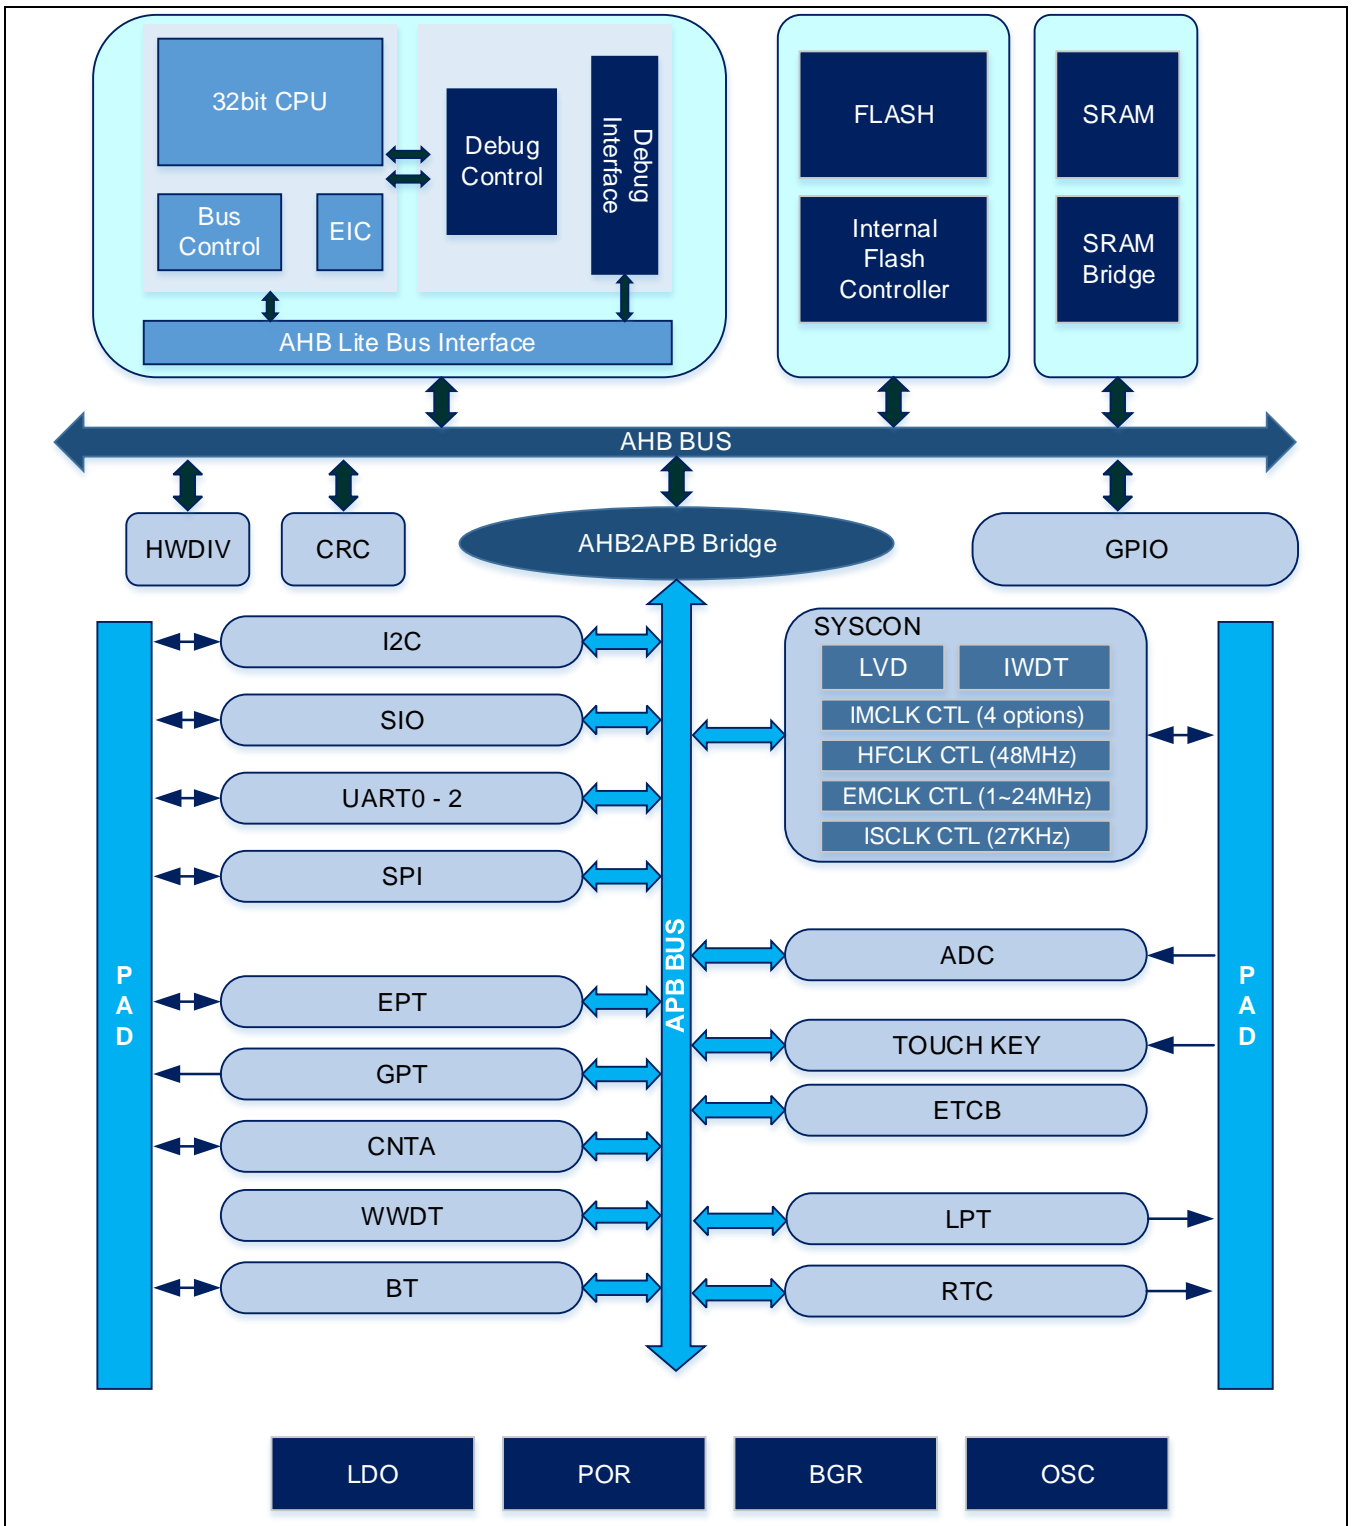 32bit CPU
Bus
Control
EIC
Debug
Control
Debug
Interface
AHB Lite Bus Interface
FLASH
Internal
Flash
Controller
SRAM
SRAM
Bridge
AHB BUS
HWDIV
CRC
AHB2APB Bridge
GPIO
PAD
I2C
SIO
UART0 - 2
SPI
EPT
GPT
CNTA
WWDT
BT
APB BUS
SYSCON
LVD
IWDT
IMCLK CTL (4 options)
HFCLK CTL (48MHz)
EMCLK CTL (1~24MHz)
ISCLK CTL (27KHz)
ADC
TOUCH KEY
ETCB
LPT
RTC
PAD
LDO
POR
BGR
OSC